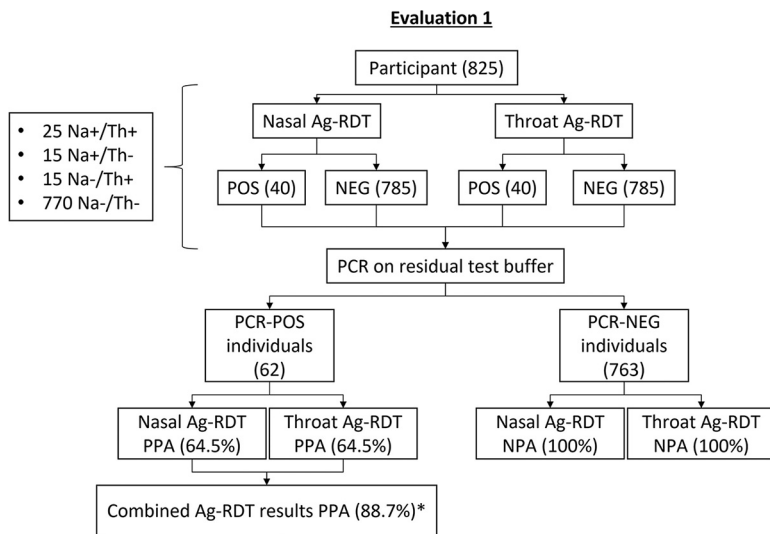 Evaluation 1
Participant (825)
• 25 Na+/Th+
• 15 Na+/Th-
• 15 Na-/Th+
• 770 Na-/Th-
Nasal Ag-RDT
Throat Ag-RDT
POS (40)
NEG (785)
POS (40)
NEG (785)
PCR on residual test buffer
PCR-POS
individuals
(62)
PCR-NEG
individuals
(763)
Nasal Ag-RDT
PPA (64.5%)
Throat Ag-RDT
PPA (64.5%)
Nasal Ag-RDT
NPA (100%)
Throat Ag-RDT
NPA (100%)
Combined Ag-RDT results PPA (88.7%)*